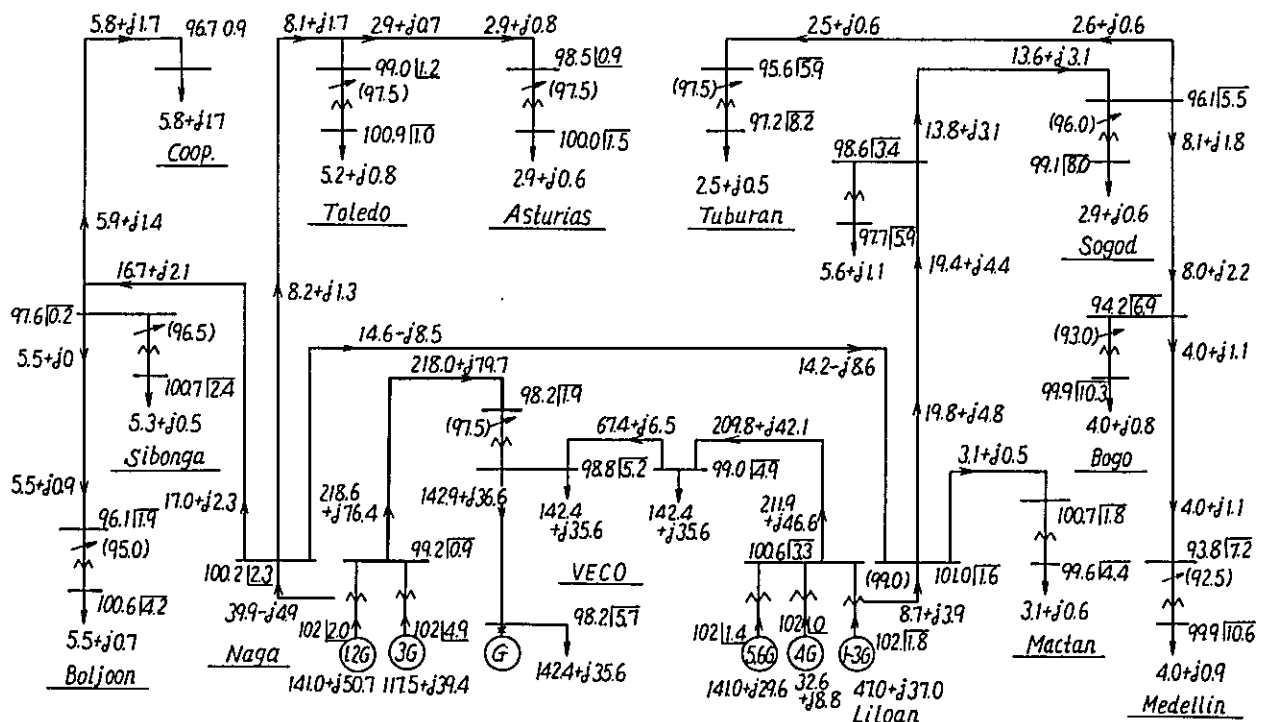 5.8+j1.7
96.7 0.9
8.1+j1.7
2.9+j0.7
2.9+j0.8
2.5+j0.6
2.6+j0.6
5.8+j1.7
Coop.
99.0|1.2
(97.5)
100.9|1.0
5.2+j0.8
Toledo
98.5|0.9
(97.5)
100.0|1.5
2.9+j0.6
Asturias
95.6|5.9
(97.5)
97.2|8.2
2.5+j0.5
Tuburan
13.6+j3.1
96.1|5.5
(96.0)
13.8+j3.1
8.1+j1.8
98.6|3.4
99.1|8.0
2.9+j0.6
Sogod
97.7|5.9
5.6+j1.1
5.9+j1.4
16.7+j2.1
8.2+j1.3
19.4+j4.4
8.0+j2.2
97.6|0.2
(96.5)
5.5+j0
100.7|2.4
5.3+j0.5
Sibonga
14.6-j8.5
14.2-j8.6
94.2|6.9
(93.0)
4.0+j1.1
99.9|10.3
4.0+j0.8
Bogo
218.0+j79.7
98.2|1.9
(97.5)
67.4+j6.5
209.8+j42.1
19.8+j4.8
98.8|5.2
99.0|4.9
3.1+j0.5
5.5+j0.9
17.0+j2.3
218.6
+j76.4
142.9+j36.6
142.4
+j35.6
142.4
+j35.6
211.9
+j46.6
100.7|1.8
4.0+j1.1
96.1|1.9
(95.0)
100.2|2.3
99.2|0.9
VECO
100.6|3.3
(99.0)
101.0|1.6
99.6|4.4
93.8|7.2
(92.5)
100.6|4.2
5.5+j0.7
Boljoon
39.9-j4.9
Naga
102|2.0
1.2G
141.0+j50.7
102|4.9
3G
117.5+j39.4
G
98.2|5.7
142.4+j35.6
102|1.4
5.6G
141.0+j29.6
102|.0
4G
32.6
+j8.8
102|1.8
1-3G
47.0+j37.0
Liloan
8.7+j3.9
3.1+j0.6
Mactan
99.9|10.6
4.0+j0.9
Medellin